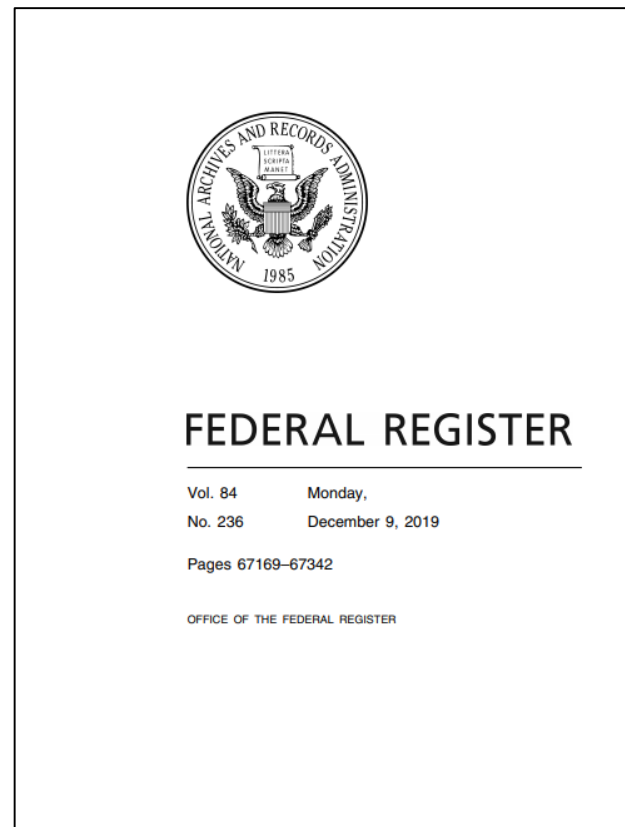 NATIONAL ARCHIVES AND RECORDS ADMINISTRATION
LITTERA
SCRIPTA
MANET
1985
FEDERAL REGISTER
Vol. 84 Monday,
No. 236 December 9, 2019
Pages 67169–67342
OFFICE OF THE FEDERAL REGISTER